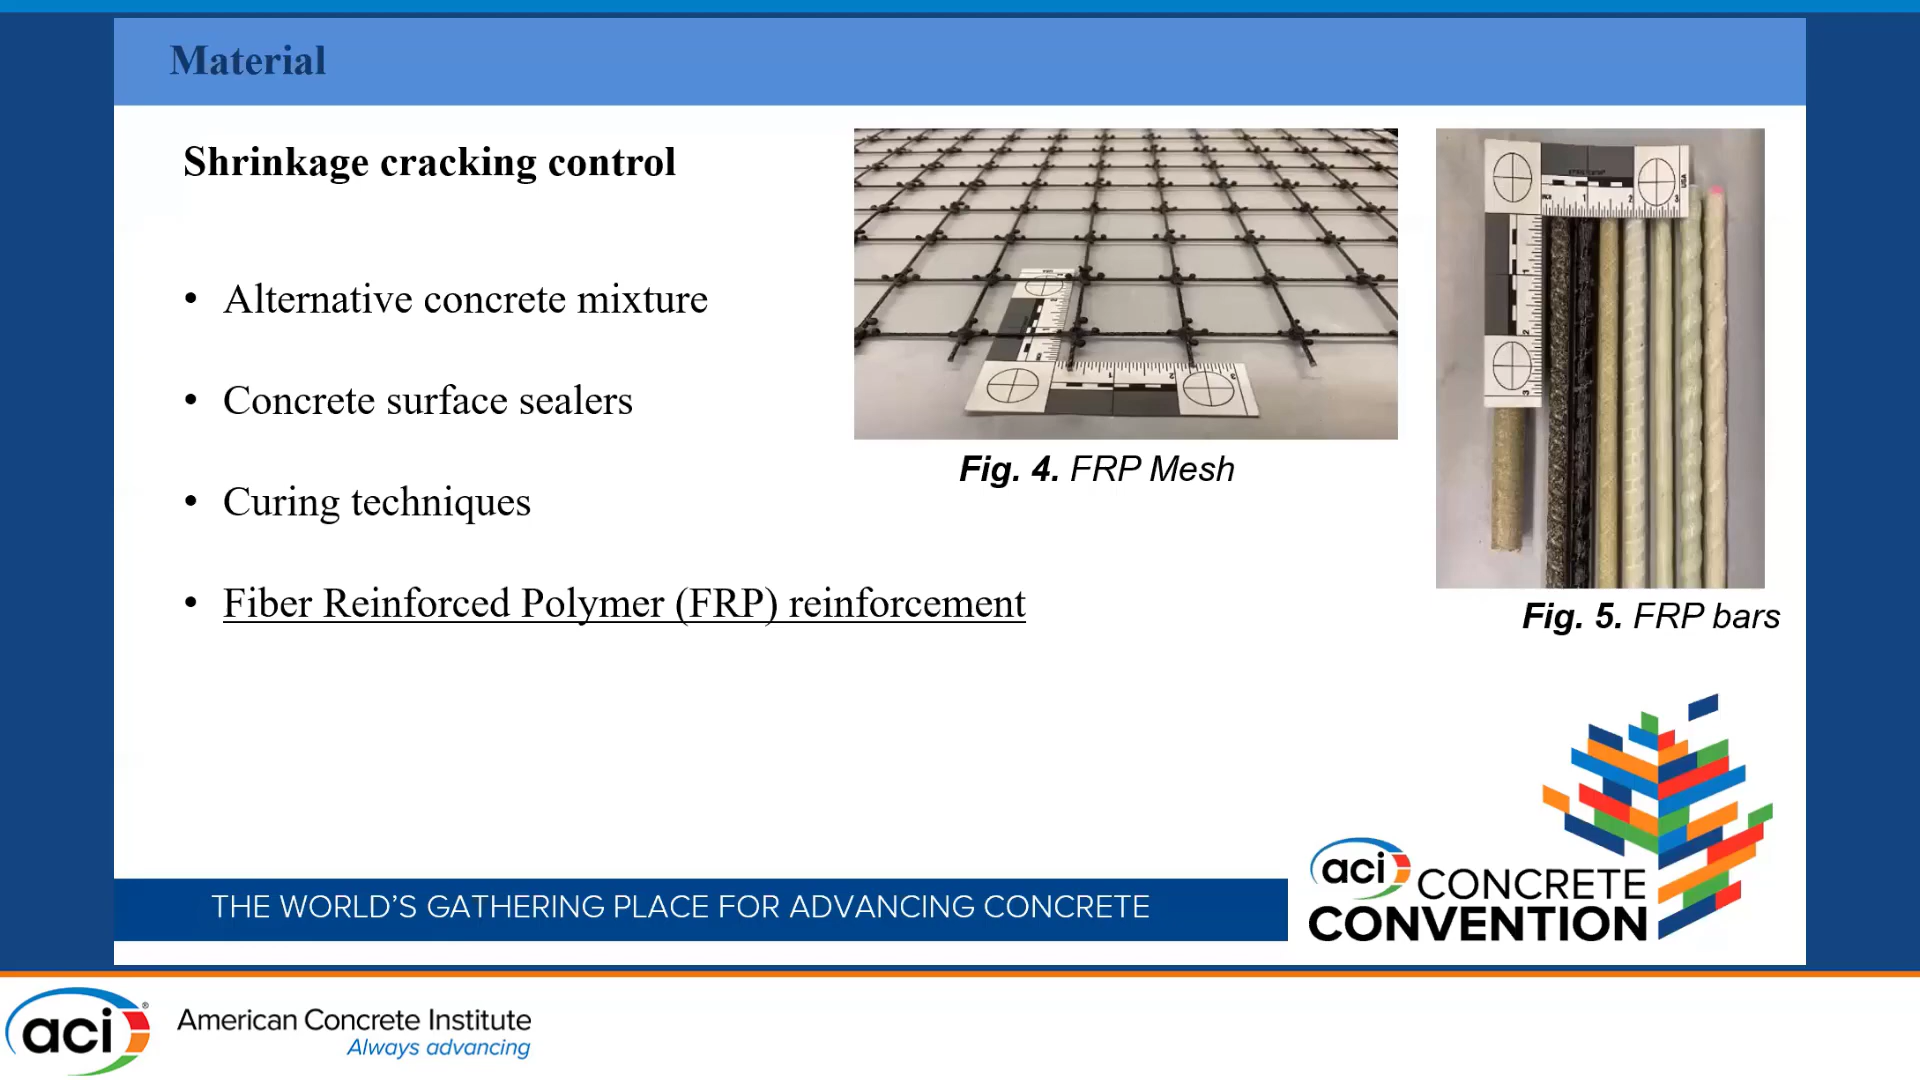 Material
Shrinkage cracking control
• Alternative concrete mixture
• Concrete surface sealers
• Curing techniques
• Fiber Reinforced Polymer (FRP) reinforcement
Fig. 4. FRP Mesh
Fig. 5. FRP bars
THE WORLD'S GATHERING PLACE FOR ADVANCING CONCRETE
aci CONCRETE
CONVENTION
aci®
American Concrete Institute
Always advancing